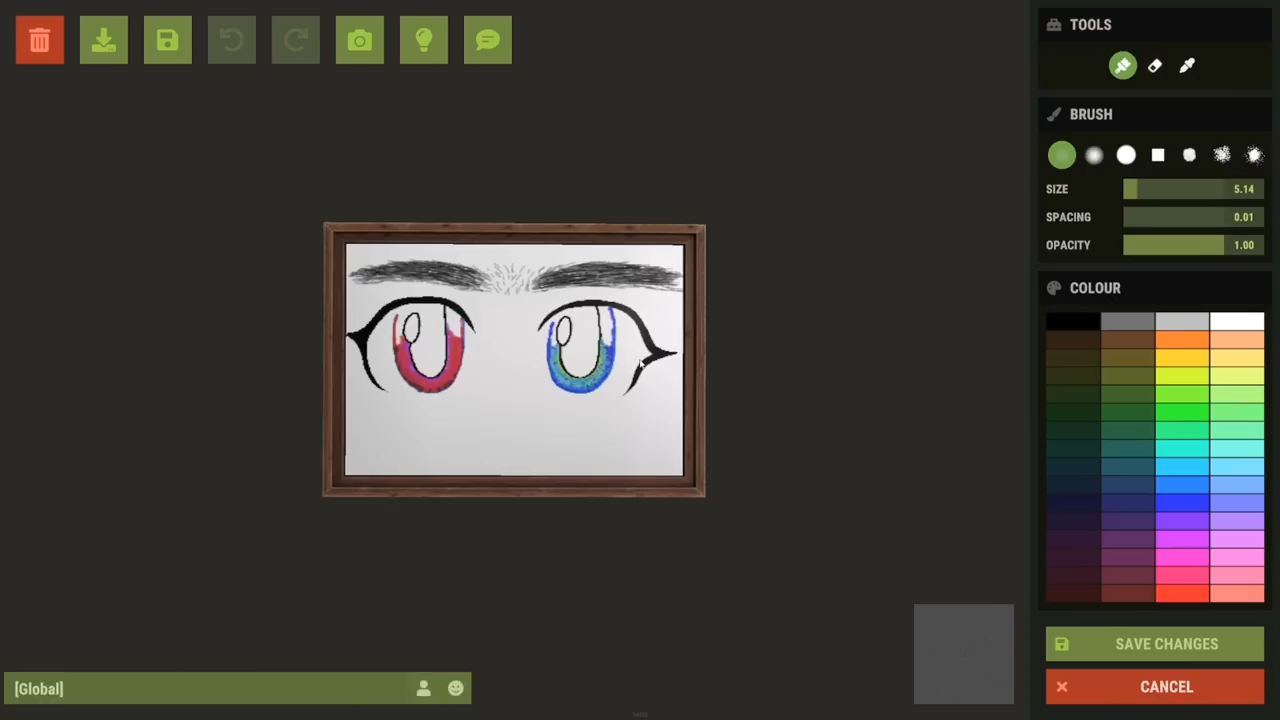 TOOLS
BRUSH
SIZE 5.14
SPACING 0.01
OPACITY 1.00
COLOUR
SAVE CHANGES
CANCEL
[Global]